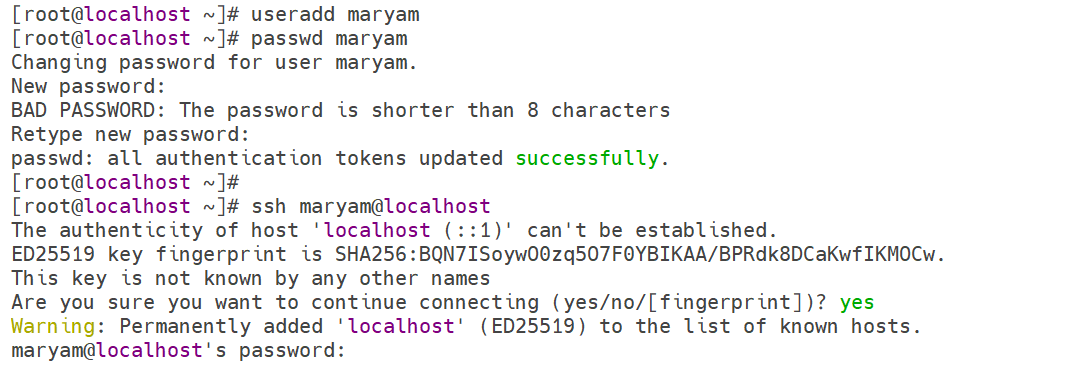 [root@localhost ~]# useradd maryam
[root@localhost ~]# passwd maryam
Changing password for user maryam.
New password:
BAD PASSWORD: The password is shorter than 8 characters
Retype new password:
passwd: all authentication tokens updated successfully.
[root@localhost ~]#
[root@localhost ~]# ssh maryam@localhost
The authenticity of host 'localhost (::1)' can't be established.
ED25519 key fingerprint is SHA256:BQN7ISoywO0zq5O7F0YBIKAA/BPRdk8DCaKwfIKMOCw.
This key is not known by any other names
Are you sure you want to continue connecting (yes/no/[fingerprint])? yes
Warning: Permanently added 'localhost' (ED25519) to the list of known hosts.
maryam@localhost's password: